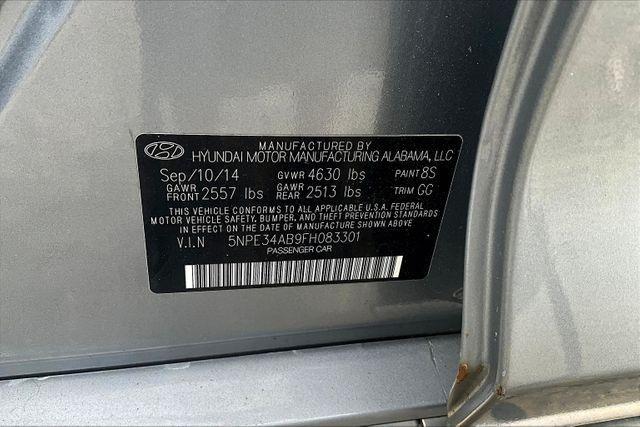 MANUFACTURED BY
HYUNDAI MOTOR MANUFACTURING ALABAMA, LLC
Sep/10/14 GVWR 4630 lbs PAINT 8S
GAWR FRONT 2557 lbs GAWR REAR 2513 lbs TRIM GG
THIS VEHICLE CONFORMS TO ALL APPLICABLE U.S.A. FEDERAL
MOTOR VEHICLE SAFETY, BUMPER, AND THEFT PREVENTION STANDARDS
IN EFFECT ON THE DATE OF MANUFACTURE SHOWN ABOVE.
V.I.N 5NPE34AB9FH083301
PASSENGER CAR